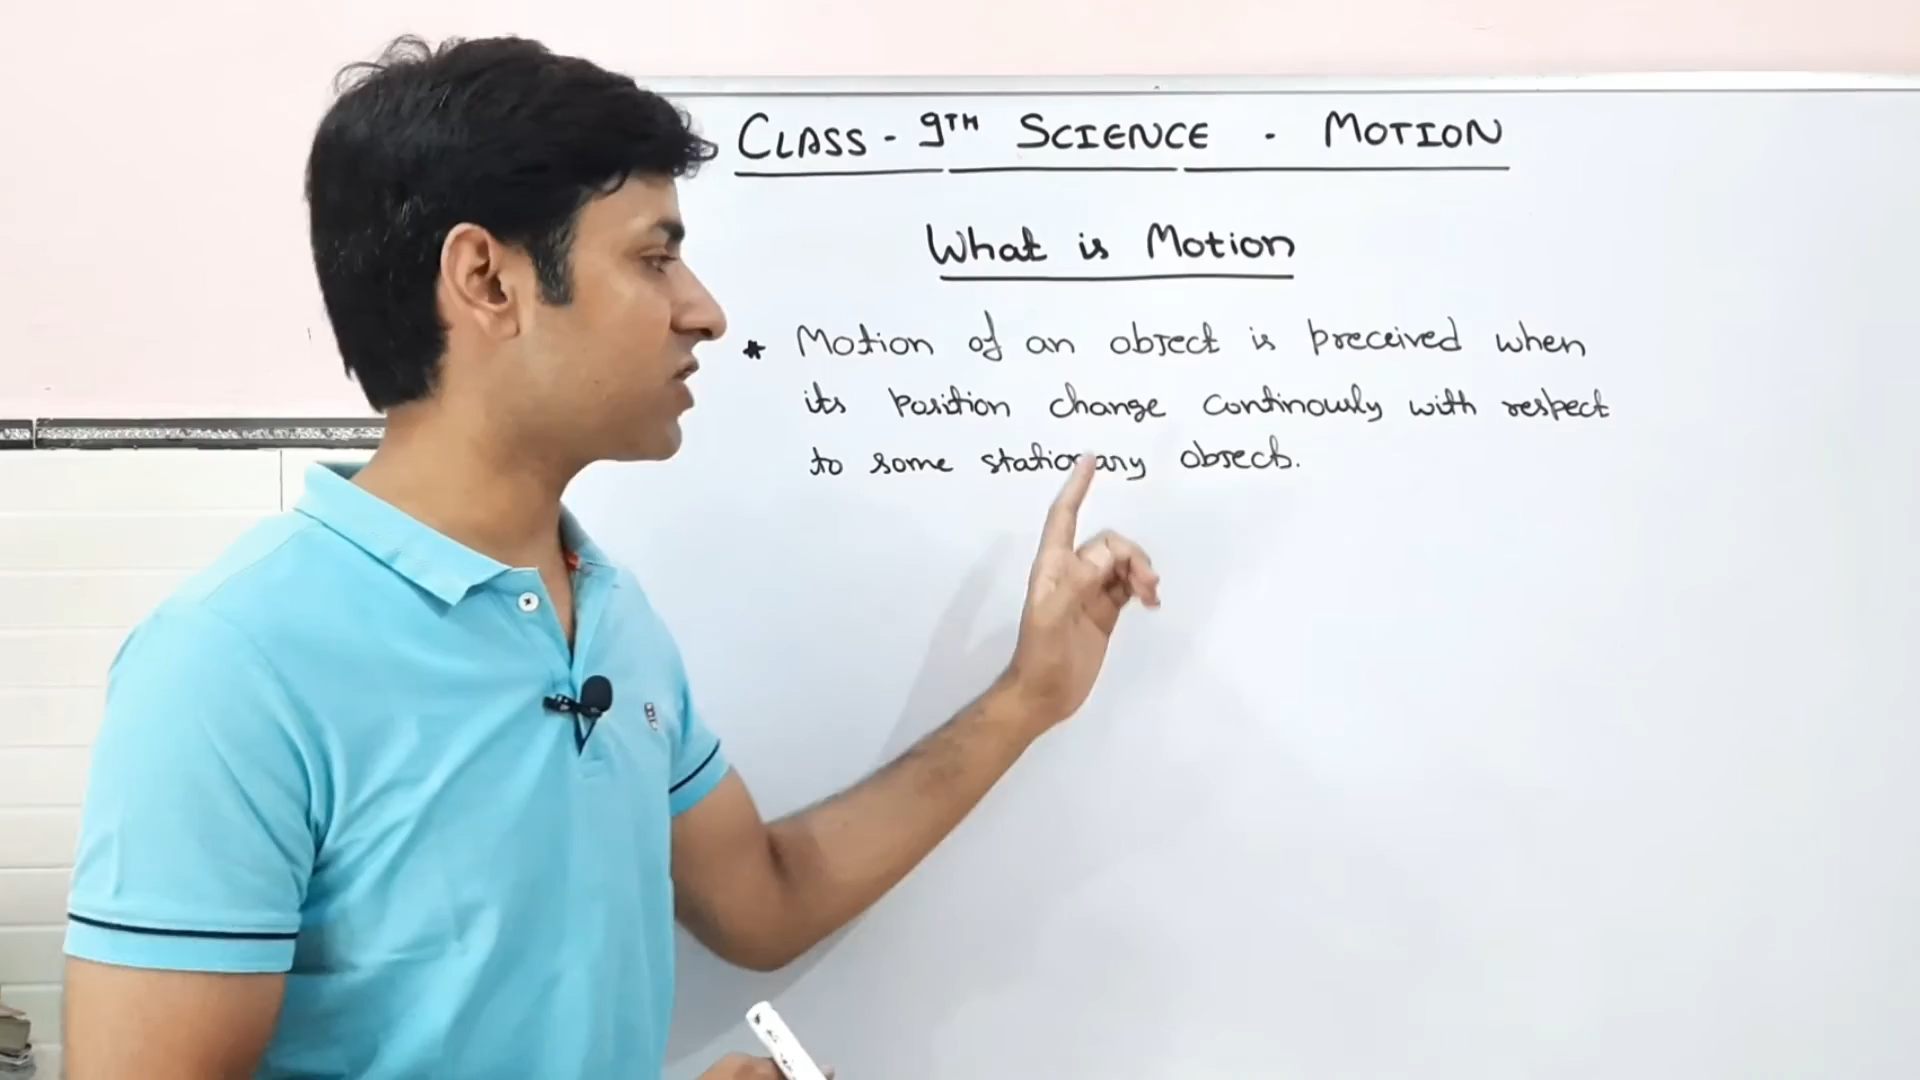 CLASS - 9TH SCIENCE - MOTION
What is Motion
* Motion of an object is preceived when
its position change continously with respect
to some stationary objects.